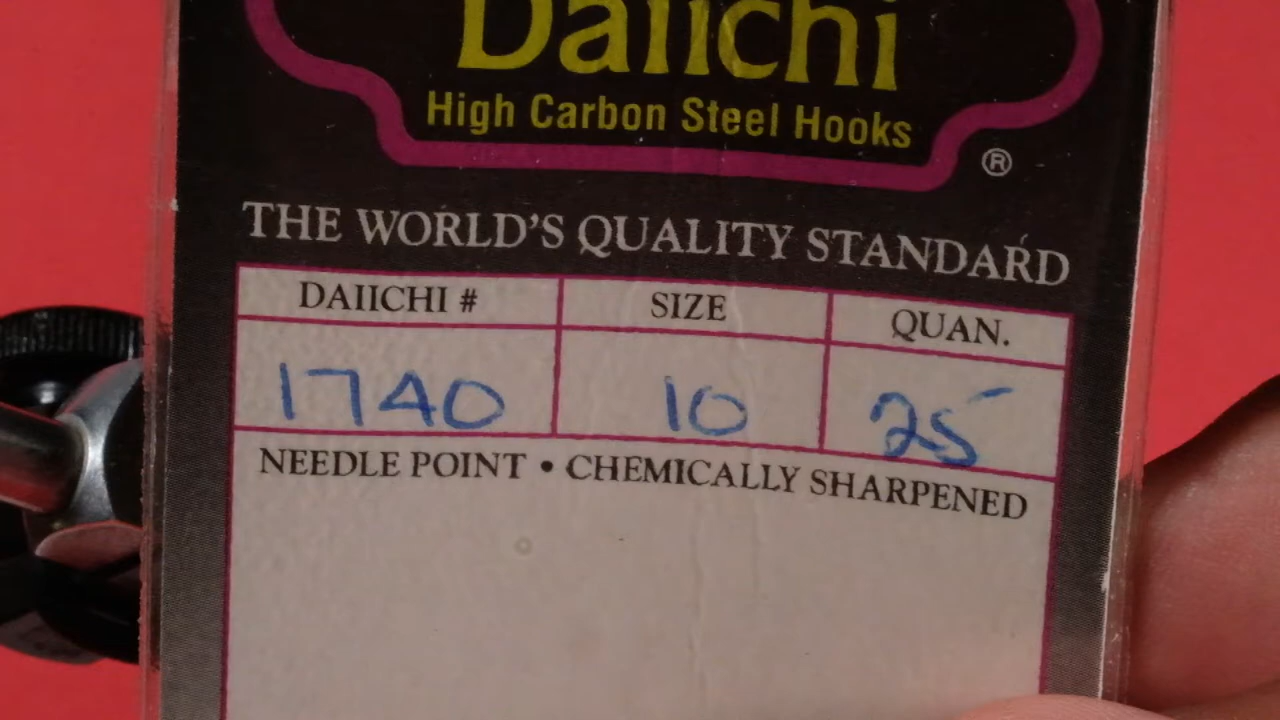 Daiichi
High Carbon Steel Hooks
®
THE WORLD'S QUALITY STANDARD
DAIICHI # SIZE QUAN.
1740 10 25
NEEDLE POINT • CHEMICALLY SHARPENED